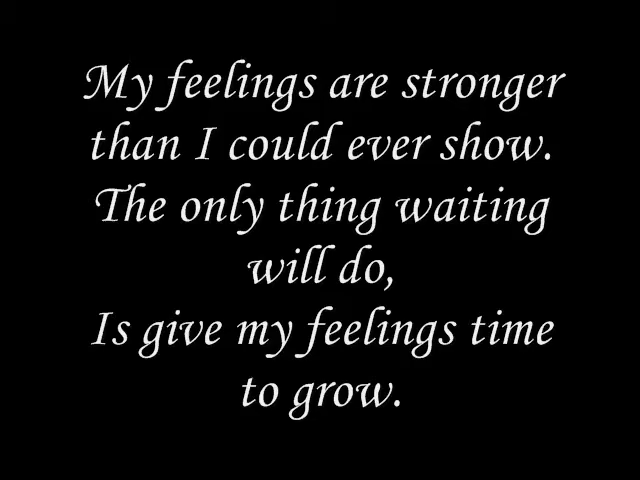 My feelings are stronger
than I could ever show.
The only thing waiting
will do,
Is give my feelings time
to grow.